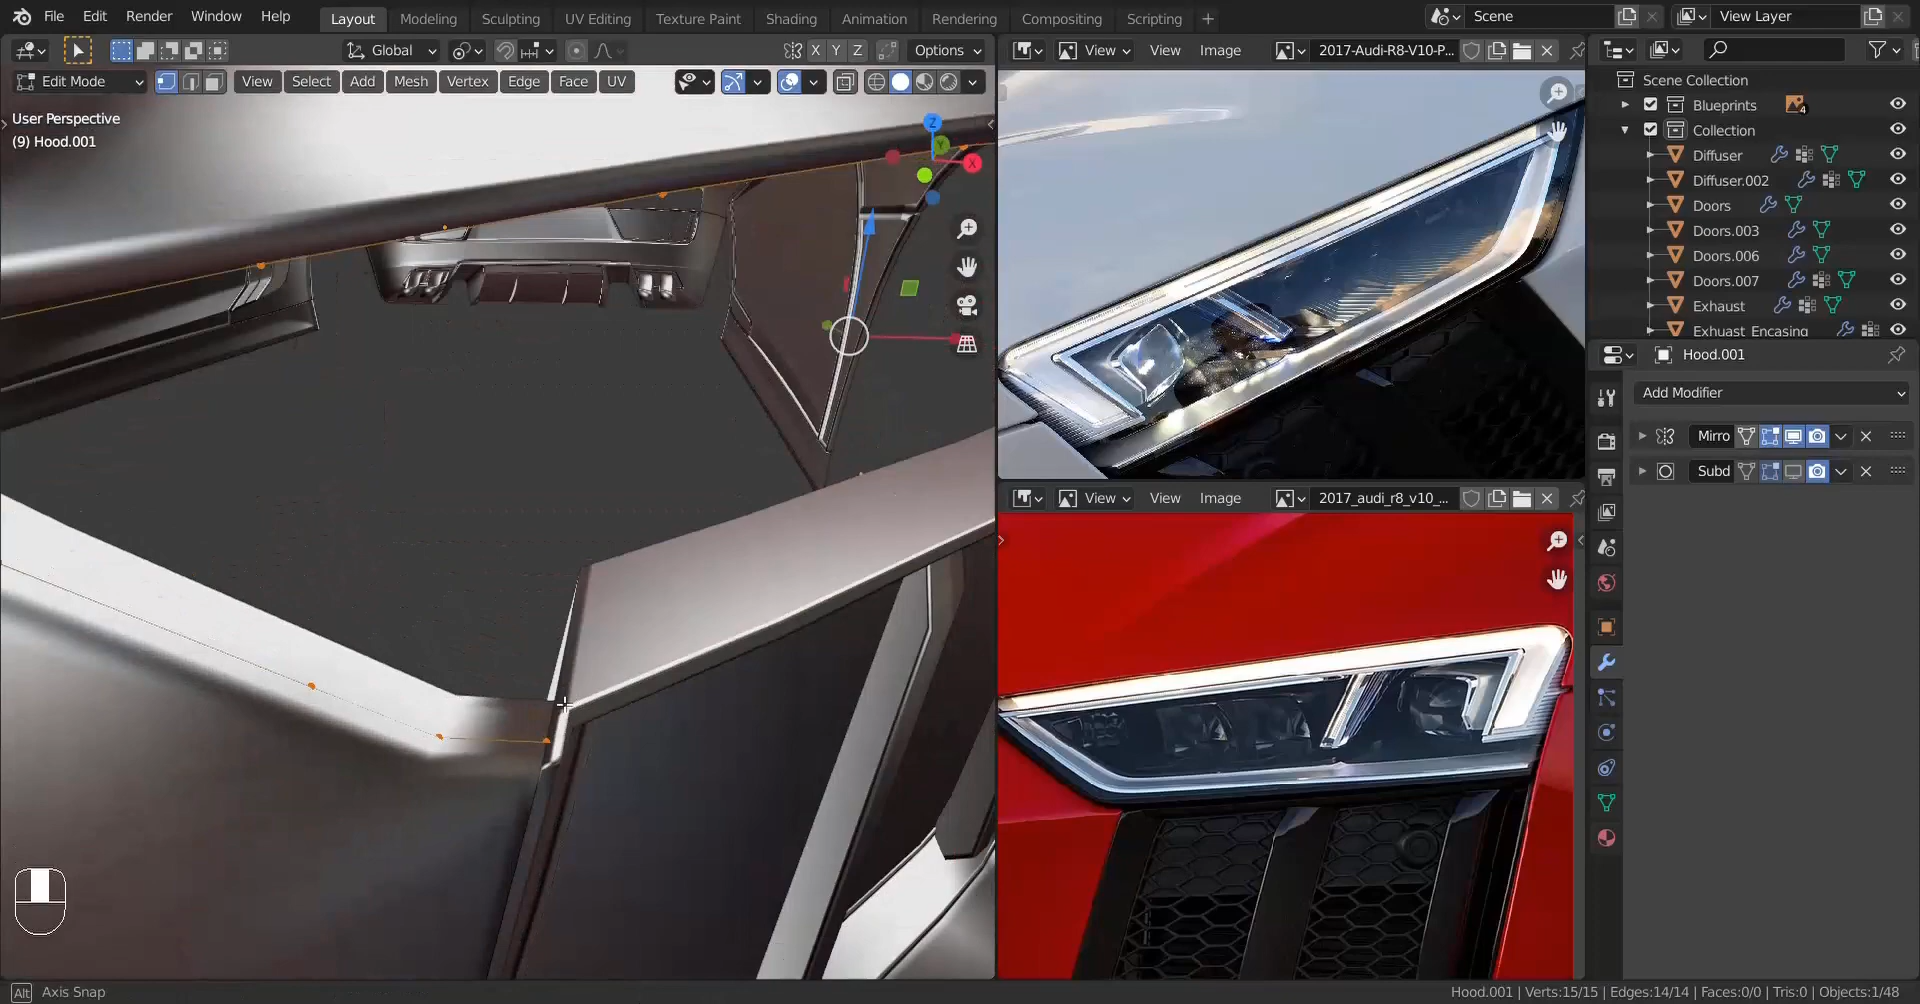 File Edit Render Window Help
Layout Modeling Sculpting UV Editing Texture Paint Shading Animation Rendering Compositing Scripting +
Scene
View Layer
Global
X Y Z
Options
Edit Mode
View Select Add Mesh Vertex Edge Face UV
User Perspective
(9) Hood.001
Z
Y
X
View View Image 2017-Audi-R8-V10-P...
View View Image 2017_audi_r8_v10_...
Scene Collection
Blueprints 4
Collection
Diffuser
Diffuser.002
Doors
Doors.003
Doors.006
Doors.007
Exhaust
Exhuast Encasing
Hood.001
Add Modifier
Mirro
Subd
Alt Axis Snap
Hood.001 | Verts:15/15 | Edges:14/14 | Faces:0/0 | Tris:0 | Objects:1/48